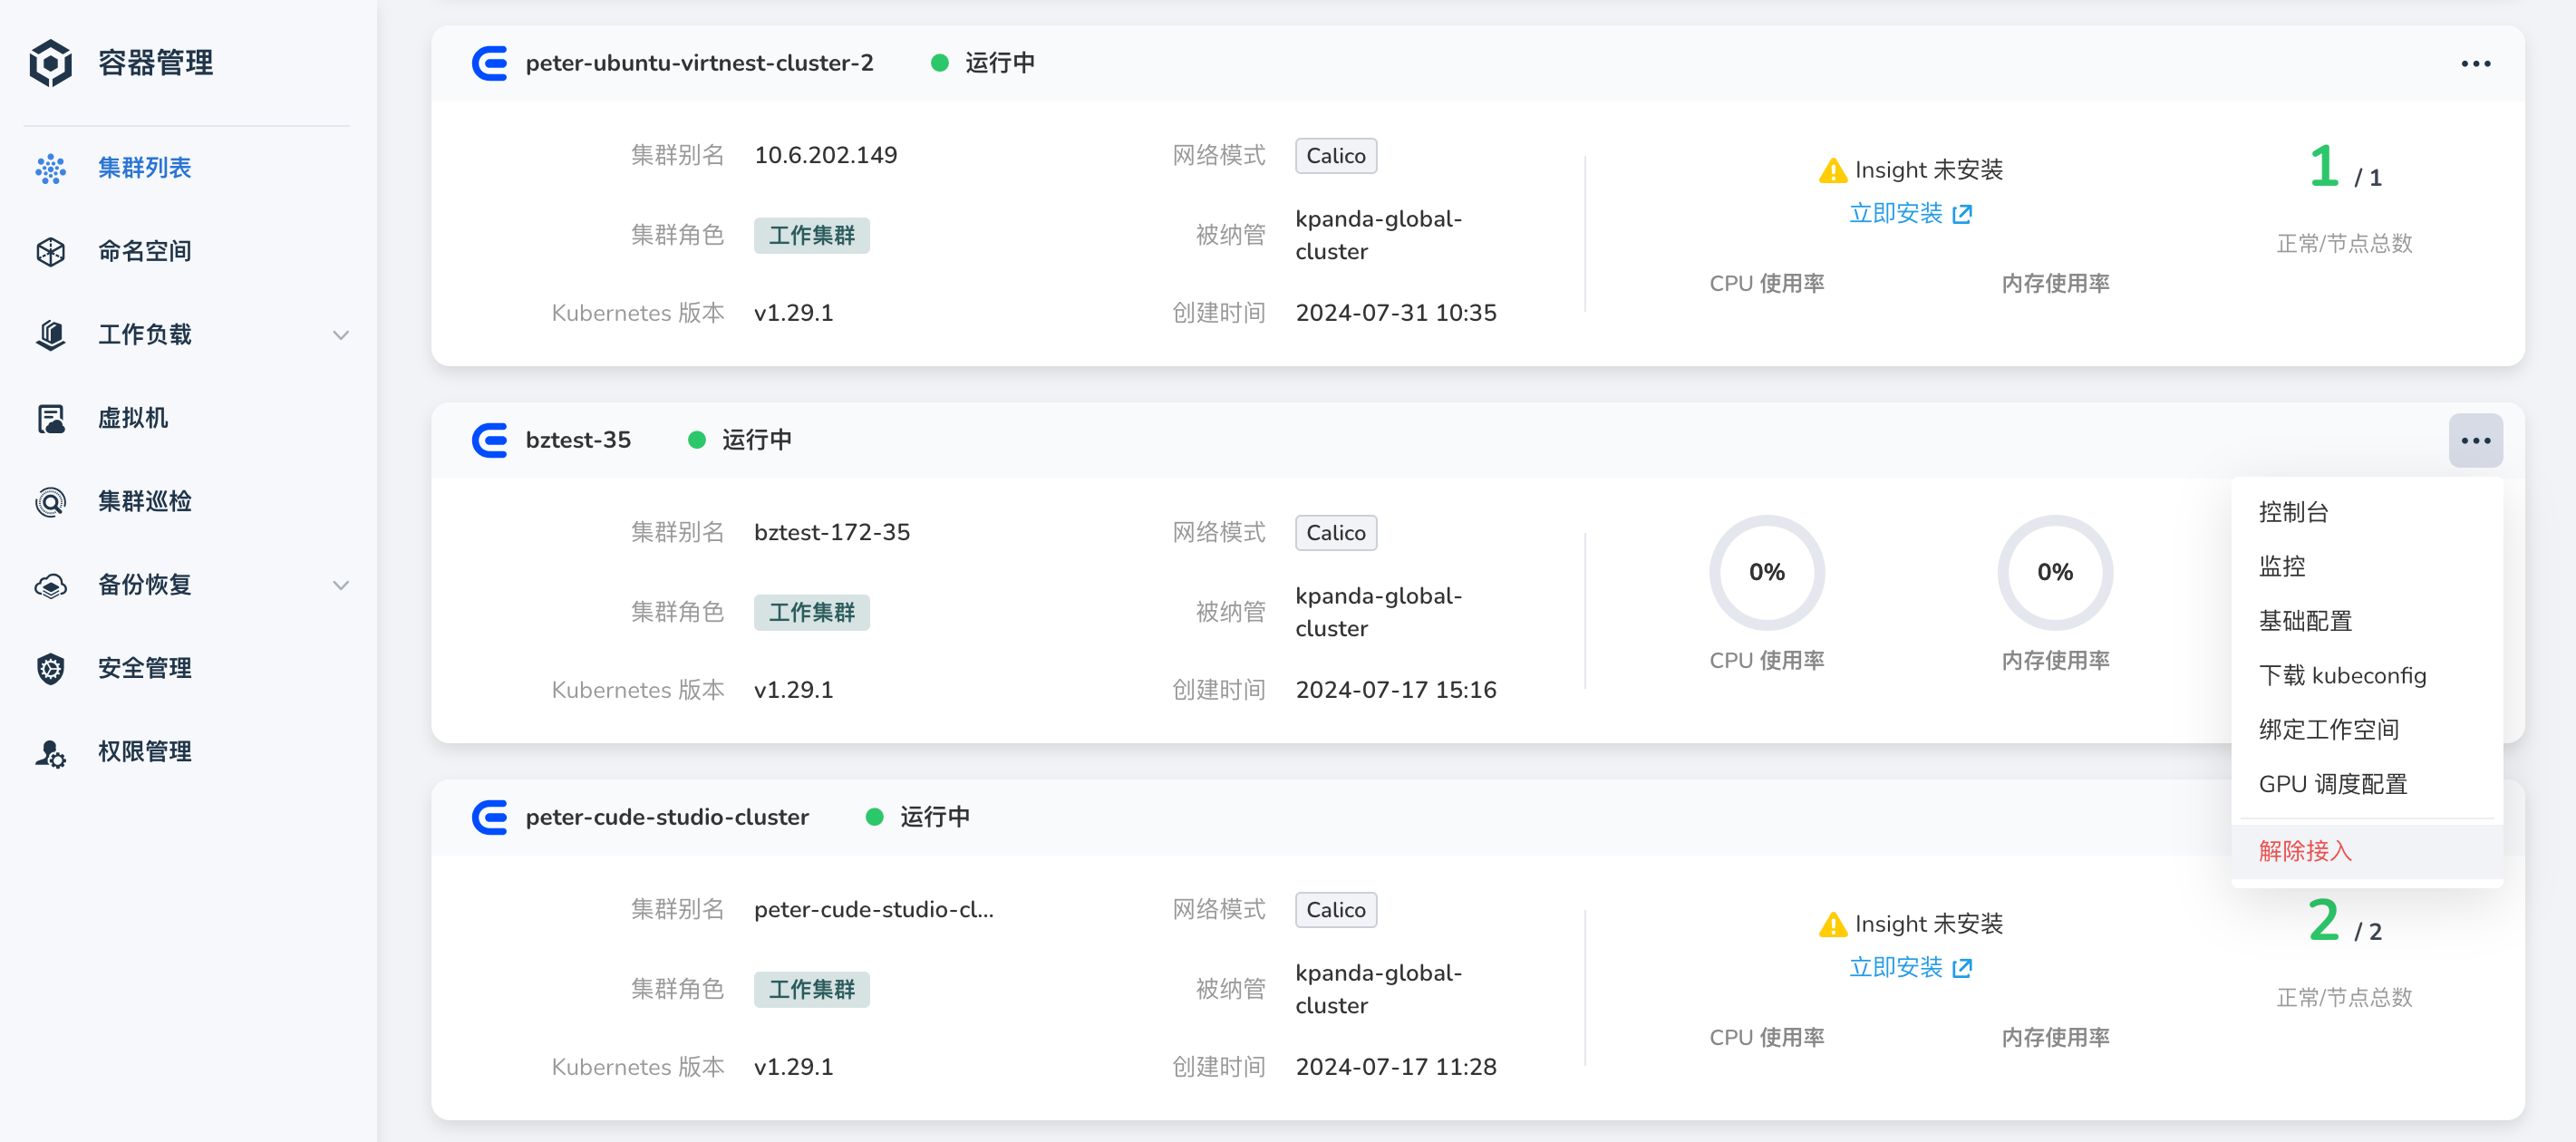 容器管理
集群列表
命名空间
工作负载
虚拟机
集群巡检
备份恢复
安全管理
权限管理
peter-ubuntu-virtnest-cluster-2 运行中
集群别名 10.6.202.149
网络模式 Calico
集群角色 工作集群
被纳管 kpanda-global-
cluster
Kubernetes 版本 v1.29.1
创建时间 2024-07-31 10:35
Insight 未安装
立即安装
CPU 使用率
内存使用率
1 / 1
正常/节点总数
bztest-35 运行中
集群别名 bztest-172-35
网络模式 Calico
集群角色 工作集群
被纳管 kpanda-global-
cluster
Kubernetes 版本 v1.29.1
创建时间 2024-07-17 15:16
0%
CPU 使用率
0%
内存使用率
控制台
监控
基础配置
下载 kubeconfig
绑定工作空间
GPU 调度配置
解除接入
peter-cude-studio-cluster 运行中
集群别名 peter-cude-studio-cl...
网络模式 Calico
集群角色 工作集群
被纳管 kpanda-global-
cluster
Kubernetes 版本 v1.29.1
创建时间 2024-07-17 11:28
Insight 未安装
立即安装
CPU 使用率
内存使用率
2 / 2
正常/节点总数